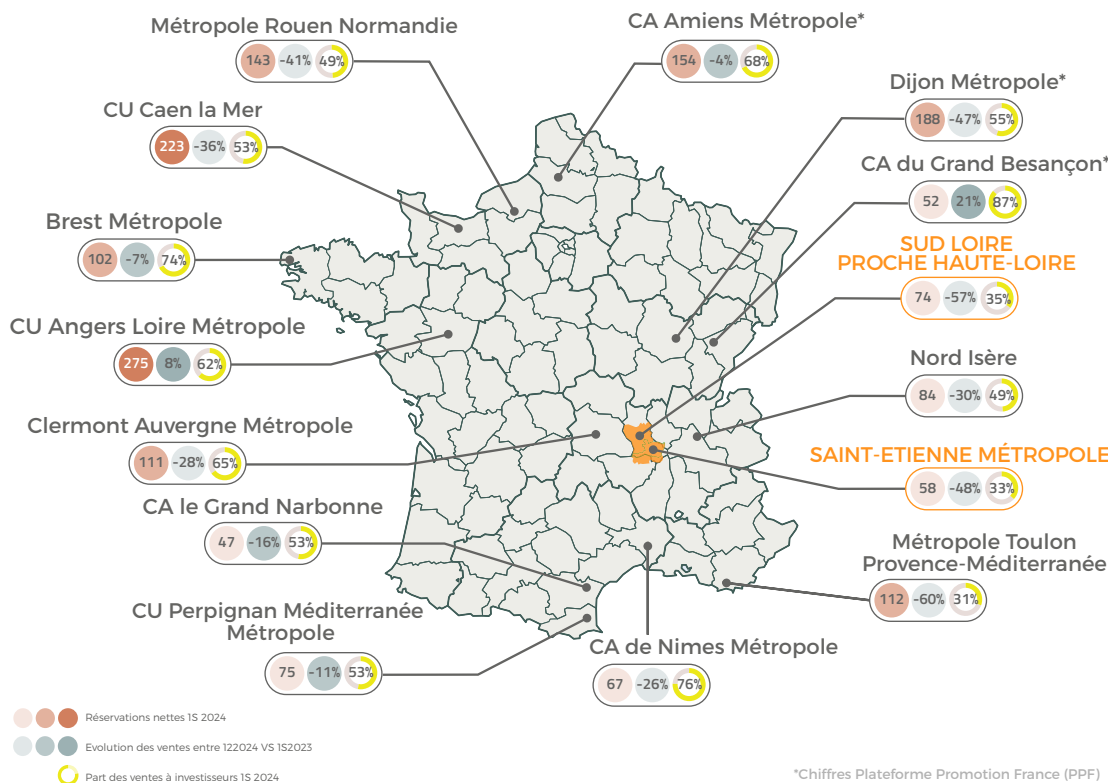 Métropole Rouen Normandie
143 -41% 49%
CA Amiens Métropole*
154 -4% 68%
CU Caen la Mer
223 -36% 53%
Dijon Métropole*
188 -47% 55%
CA du Grand Besançon*
52 21% 87%
Brest Métropole
102 -7% 74%
SUD LOIRE
PROCHE HAUTE-LOIRE
74 -57% 35%
CU Angers Loire Métropole
275 8% 62%
Nord Isère
84 -30% 49%
Clermont Auvergne Métropole
111 -28% 65%
SAINT-ETIENNE MÉTROPOLE
58 -48% 33%
CA le Grand Narbonne
47 -16% 53%
Métropole Toulon
Provence-Méditerranée
112 -60% 31%
CU Perpignan Méditerranée
Métropole
75 -11% 53%
CA de Nimes Métropole
67 -26% 76%
Réservations nettes 1S 2024
Evolution des ventes entre 122024 VS 1S2023
Part des ventes à investisseurs 1S 2024
*Chiffres Plateforme Promotion France (PPF)